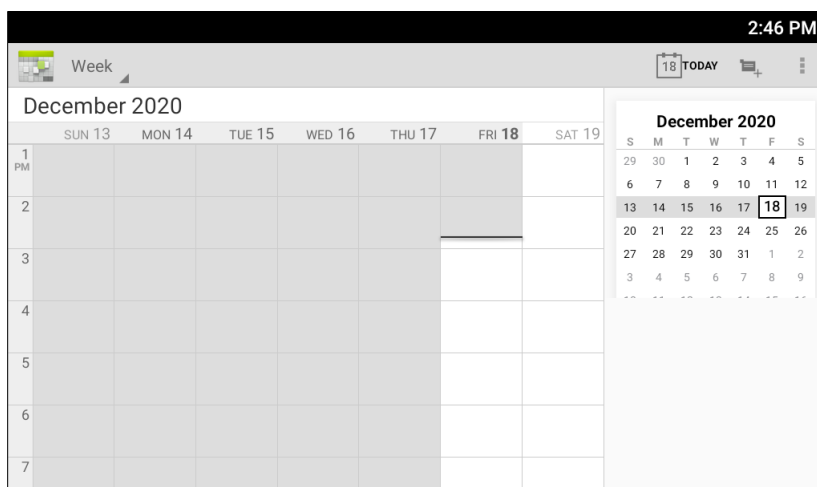 2:46 PM
Week
18 TODAY
December 2020
SUN 13 MON 14 TUE 15 WED 16 THU 17 FRI 18 SAT 19
1
PM
2
3
4
5
6
7
December 2020
S M T W T F S
29 30 1 2 3 4 5
6 7 8 9 10 11 12
13 14 15 16 17 18 19
20 21 22 23 24 25 26
27 28 29 30 31 1 2
3 4 5 6 7 8 9